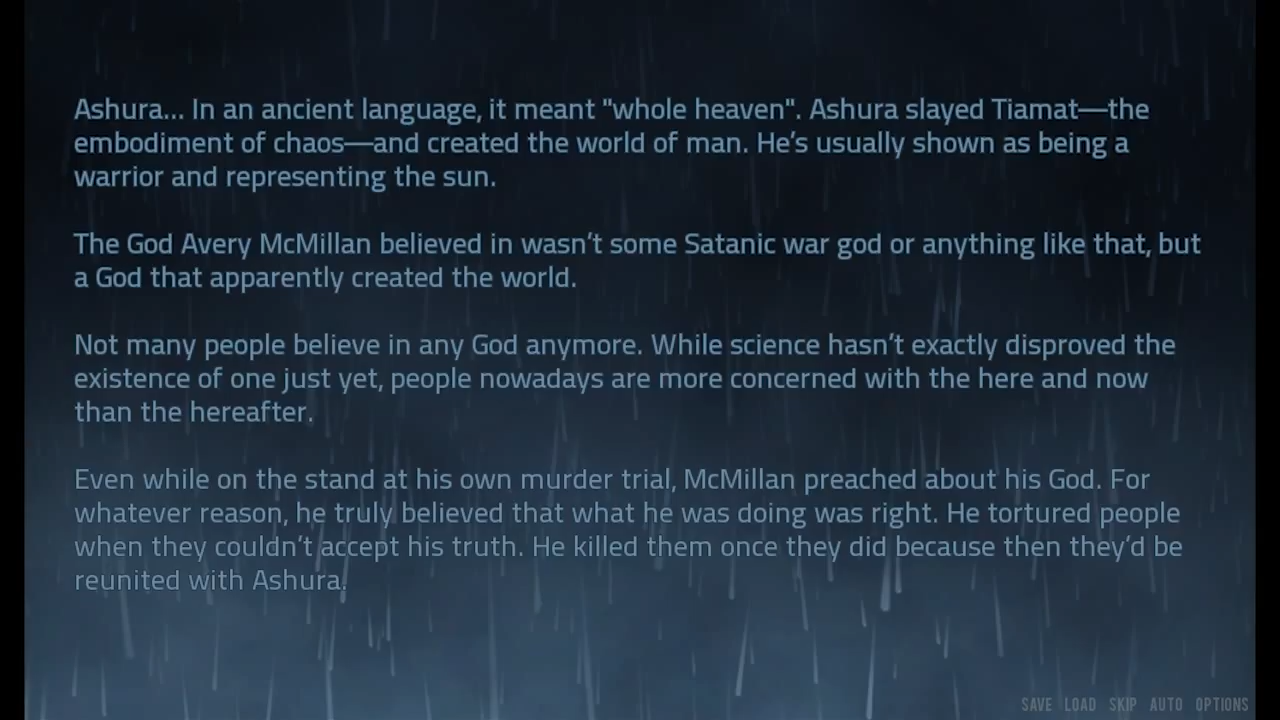 Ashura... In an ancient language, it meant "whole heaven". Ashura slayed Tiamat—the
embodiment of chaos—and created the world of man. He’s usually shown as being a
warrior and representing the sun.
The God Avery McMillan believed in wasn’t some Satanic war god or anything like that, but
a God that apparently created the world.
Not many people believe in any God anymore. While science hasn’t exactly disproved the
existence of one just yet, people nowadays are more concerned with the here and now
than the hereafter.
Even while on the stand at his own murder trial, McMillan preached about his God. For
whatever reason, he truly believed that what he was doing was right. He tortured people
when they couldn’t accept his truth. He killed them once they did because then they’d be
reunited with Ashura.
SAVE LOAD SKIP AUTO OPTIONS